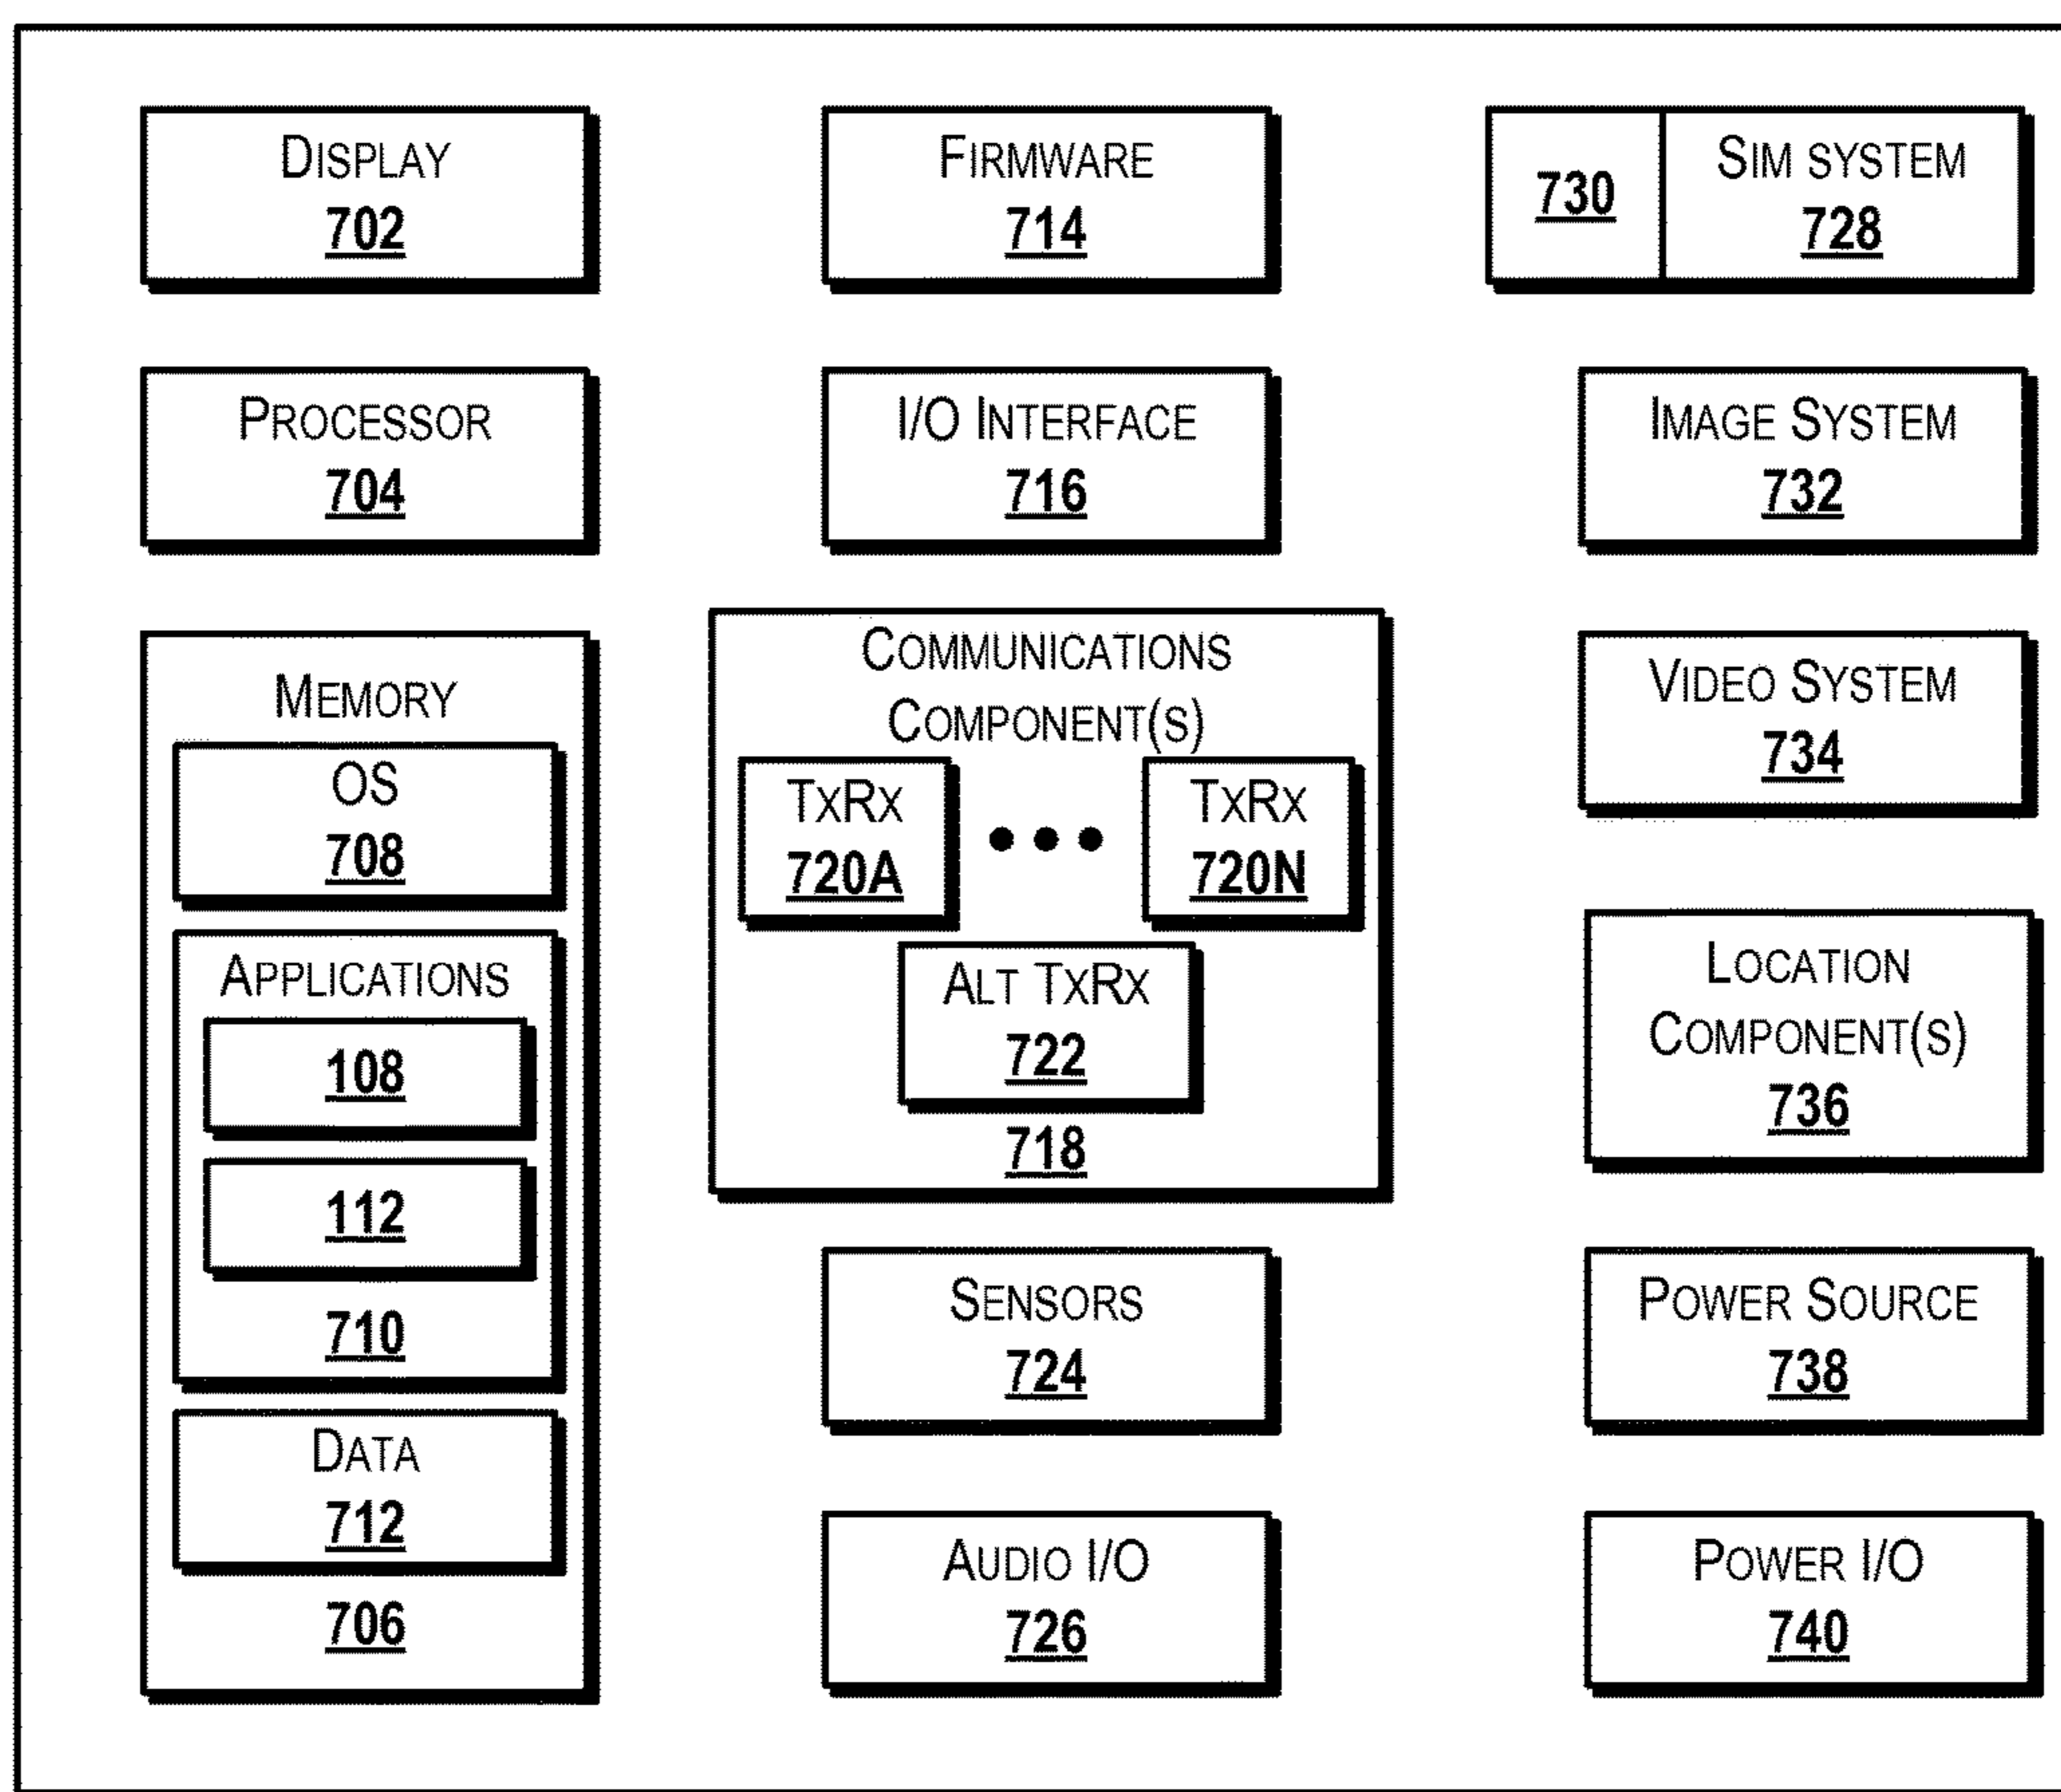 Display
702
Firmware
714
730
Sim system
728
Processor
704
I/O Interface
716
Image System
732
Memory
OS
708
Applications
108
112
710
Data
712
706
Communications
Component(s)
TxRx
720A
TxRx
720N
Alt TxRx
722
718
Video System
734
Location
Component(s)
736
Sensors
724
Power Source
738
Audio I/O
726
Power I/O
740